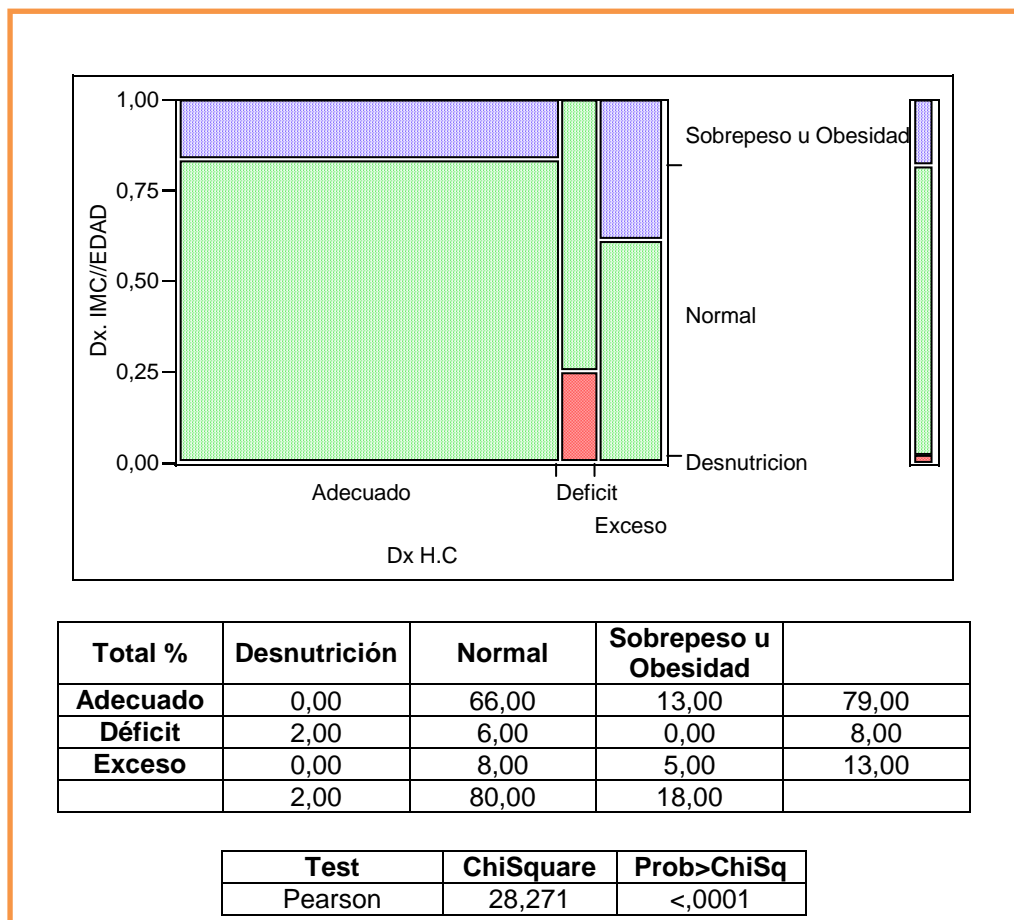 1,00
0,75
0,50
0,25
0,00
Dx. IMC//EDAD
Sobrepeso u Obesidad
Normal
Desnutricion
Adecuado
Deficit
Exceso
Dx H.C
Total % Desnutrición Normal Sobrepeso u Obesidad
Adecuado 0,00 66,00 13,00 79,00
Déficit 2,00 6,00 0,00 8,00
Exceso 0,00 8,00 5,00 13,00
2,00 80,00 18,00
Test ChiSquare Prob>ChiSq
Pearson 28,271 <,0001